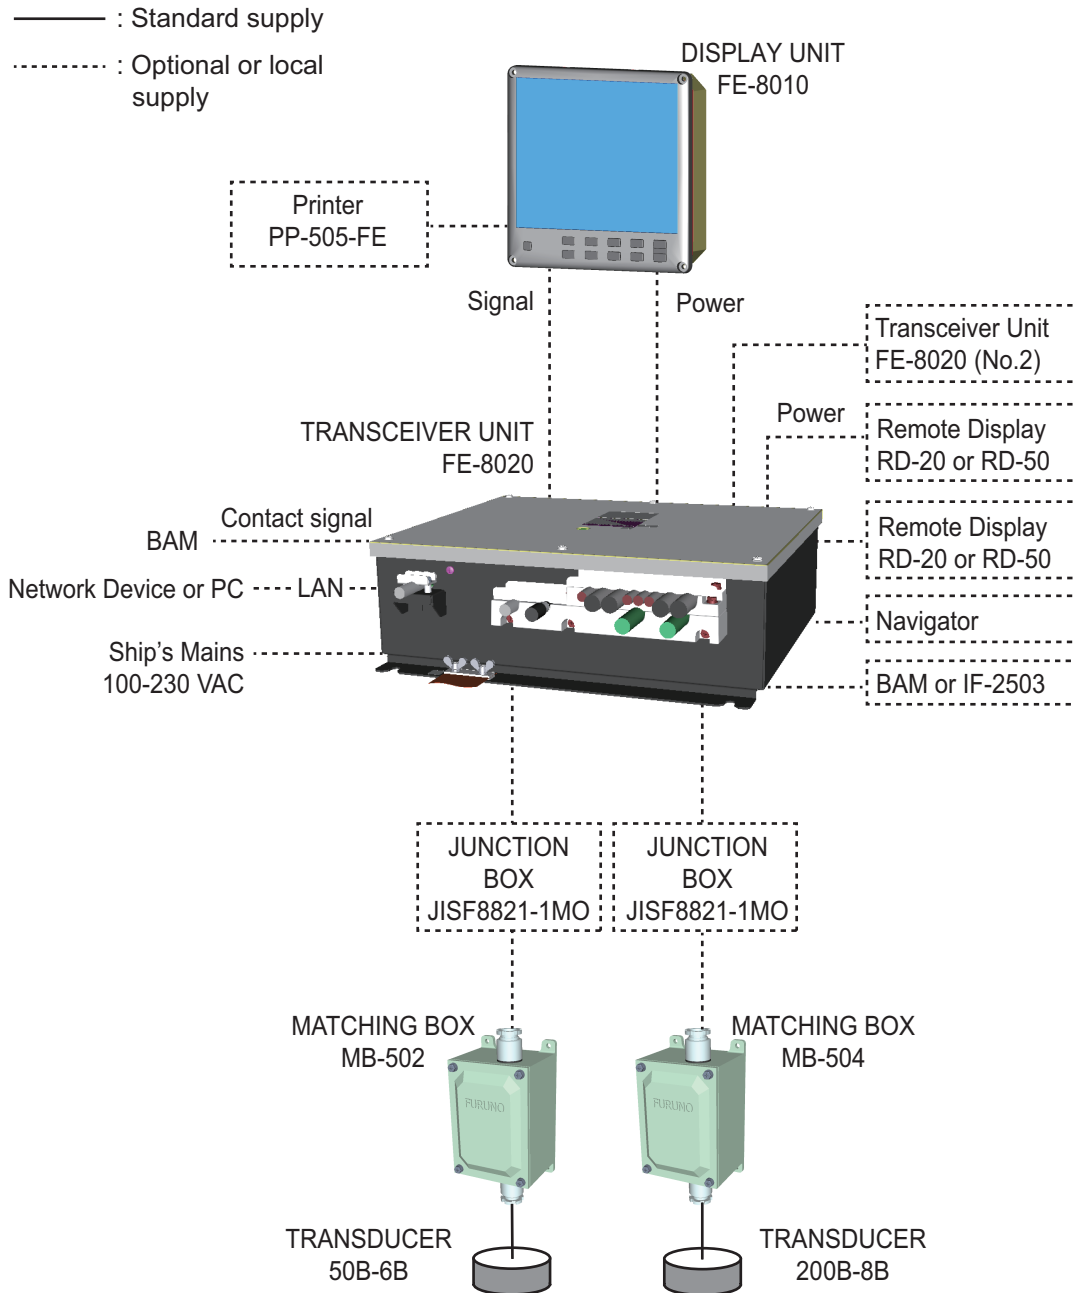 : Standard supply
: Optional or local
supply
DISPLAY UNIT
FE-8010
Printer
PP-505-FE
Signal
Power
Transceiver Unit
FE-8020 (No.2)
Power
Remote Display
RD-20 or RD-50
TRANSCEIVER UNIT
FE-8020
Contact signal
BAM
Remote Display
RD-20 or RD-50
Network Device or PC
LAN
Navigator
Ship's Mains
100-230 VAC
BAM or IF-2503
JUNCTION
BOX
JISF8821-1MO
JUNCTION
BOX
JISF8821-1MO
MATCHING BOX
MB-502
MATCHING BOX
MB-504
FURUNO
FURUNO
TRANSDUCER
50B-6B
TRANSDUCER
200B-8B